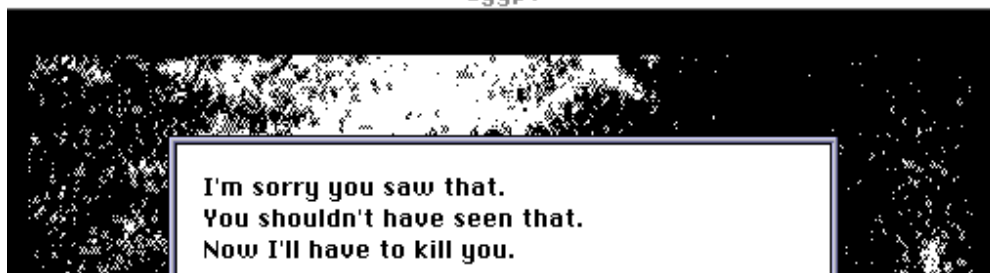 I'm sorry you saw that.
You shouldn't have seen that.
Now I'll have to kill you.